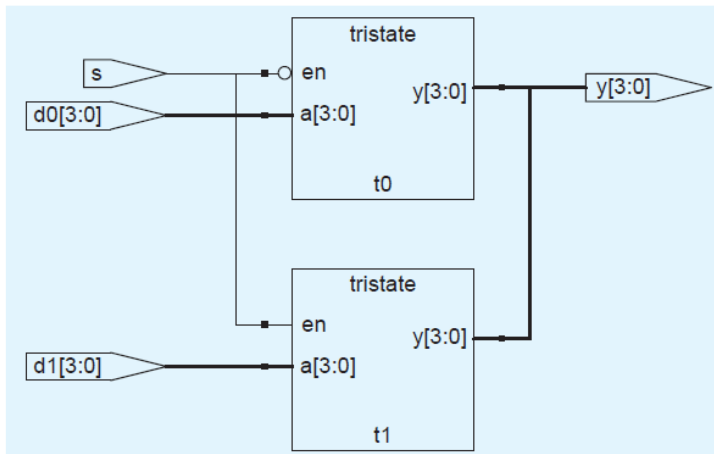 tristate
s
en
y[3:0]
y[3:0]
d0[3:0]
a[3:0]
t0
tristate
en
y[3:0]
d1[3:0]
a[3:0]
t1